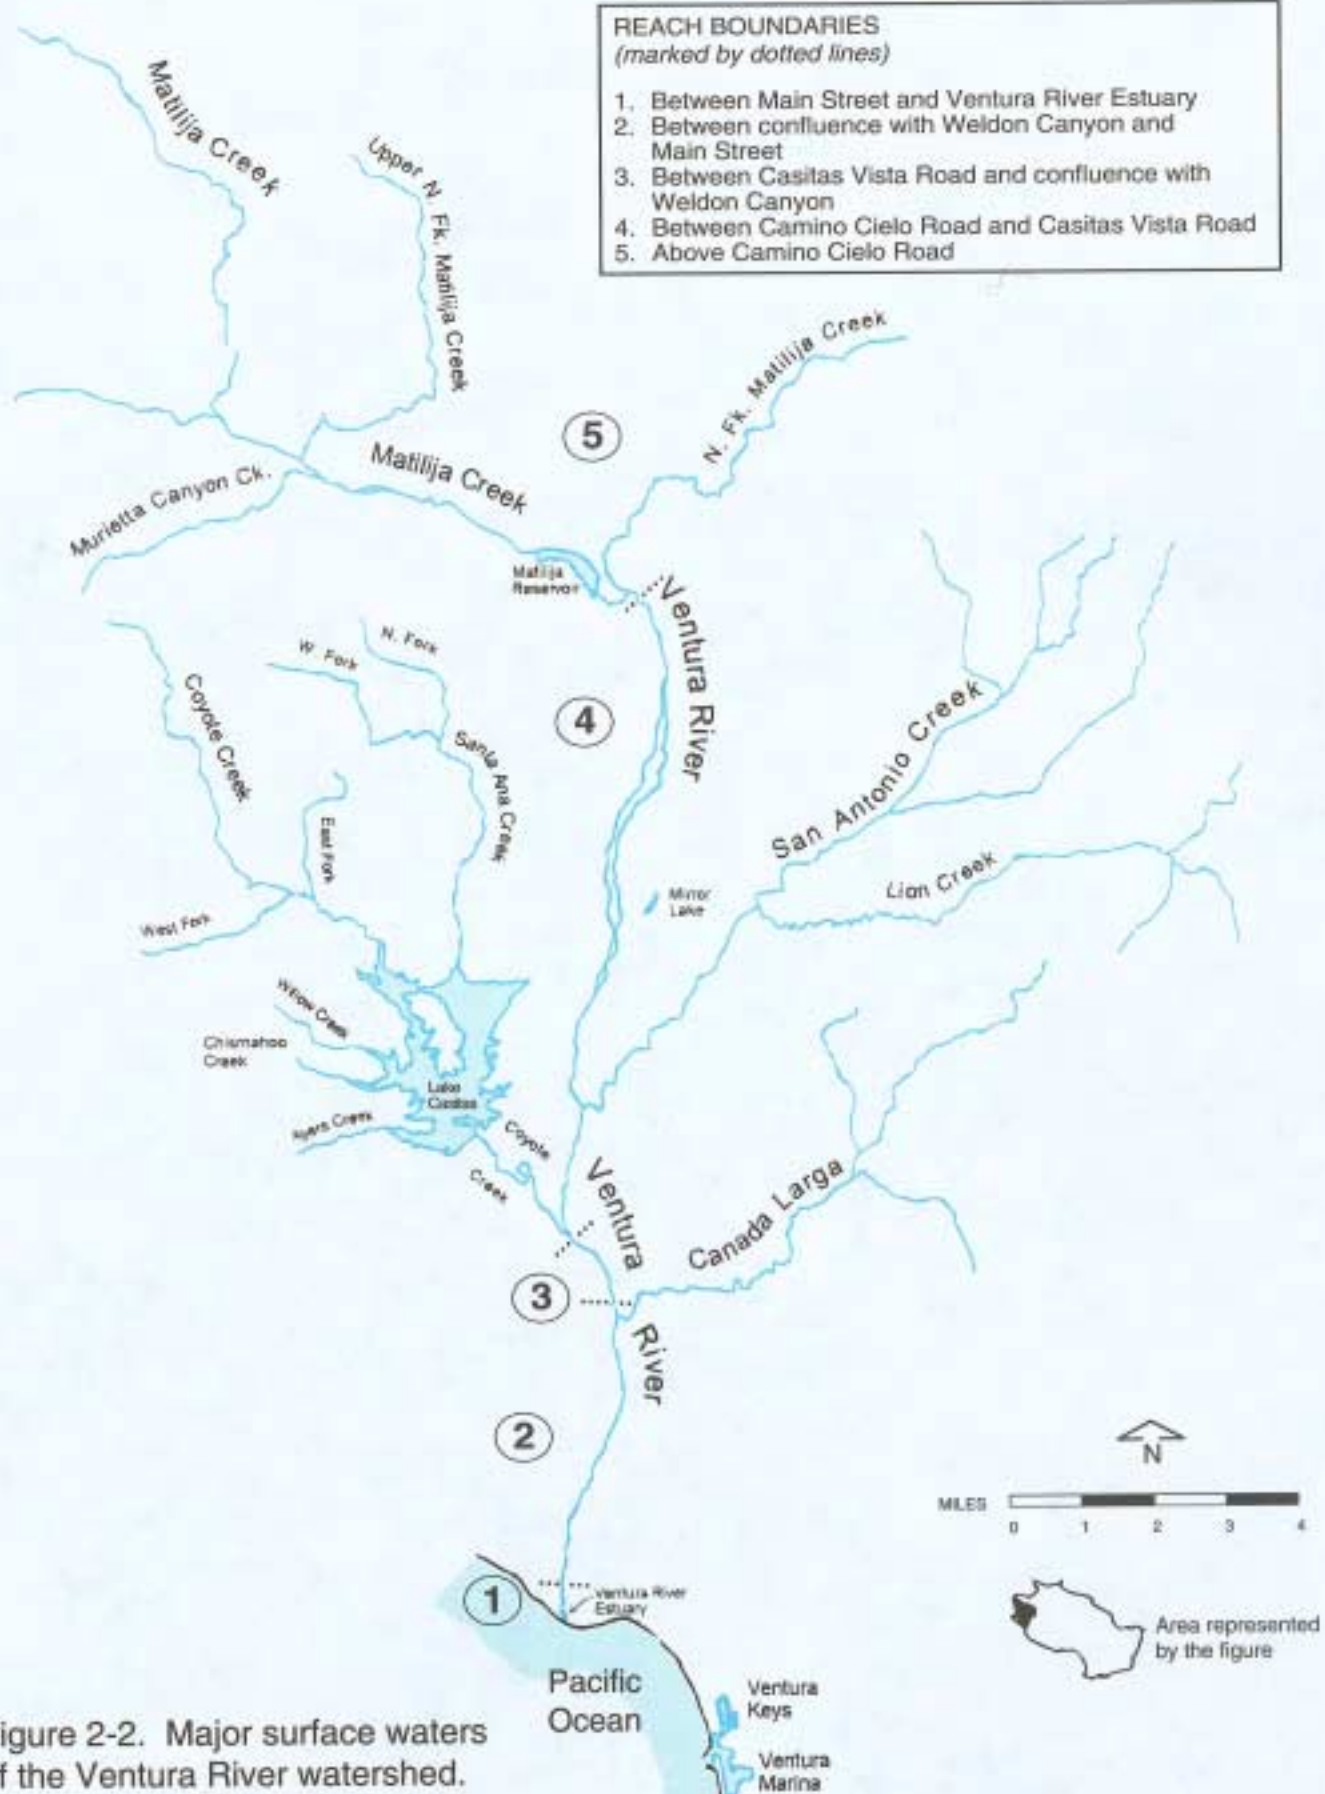 REACH BOUNDARIES
(marked by dotted lines)
1. Between Main Street and Ventura River Estuary
2. Between confluence with Weldon Canyon and
Main Street
3. Between Casitas Vista Road and confluence with
Weldon Canyon
4. Between Camino Cielo Road and Casitas Vista Road
5. Above Camino Cielo Road
Matilija Creek
Upper N. Fk. Matilija Creek
N. Fk. Matilija Creek
5
Matilija Creek
Murietta Canyon Ck.
Matilija
Reservoir
Ventura River
N. Fork
W. Fork
Coyote Creek
4
Santa Ana Creek
San Antonio Creek
East Fork
Lion Creek
Mirror
Lake
West Fork
Willow Creek
Chismahoo
Creek
Lake
Casitas
Ayers Creek
Coyote
Creek
Ventura
Canada Larga
3
River
2
N
MILES
0 1 2 3 4
1
Ventura River
Estuary
Area represented
by the figure
Pacific
Ocean
Ventura
Keys
Ventura
Marina
igure 2-2. Major surface waters
f the Ventura River watershed.